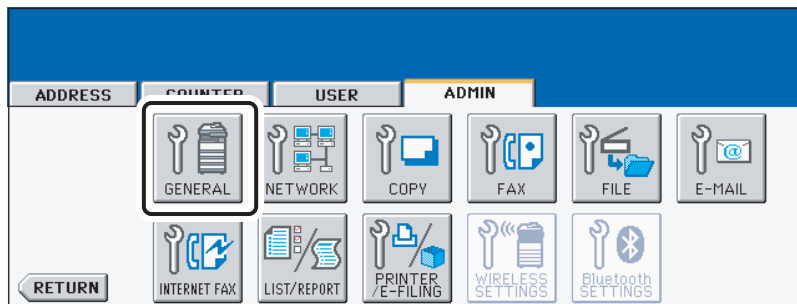 ADDRESS COUNTER USER ADMIN
GENERAL NETWORK COPY FAX FILE E-MAIL
@
INTERNET FAX LIST/REPORT PRINTER
/E-FILING WIRELESS
SETTINGS Bluetooth
SETTINGS
RETURN